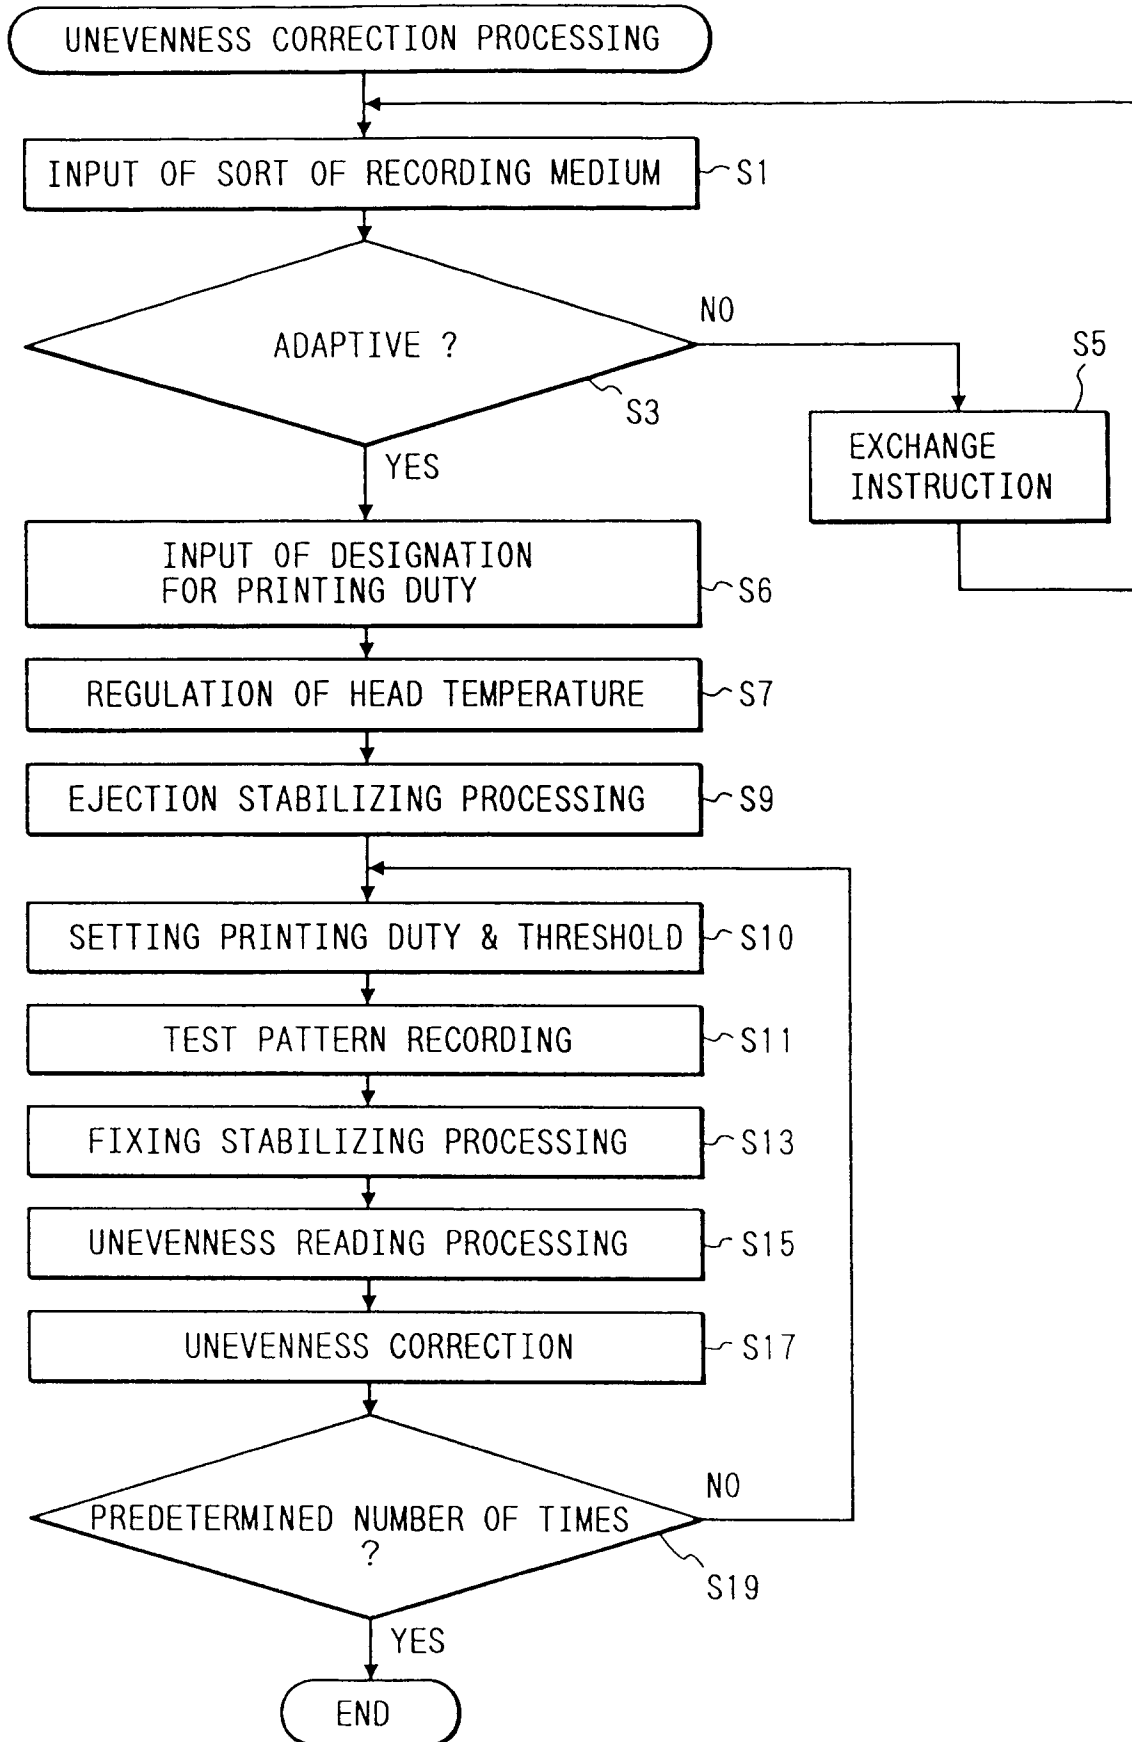 UNEVENNESS CORRECTION PROCESSING
INPUT OF SORT OF RECORDING MEDIUM
S1
ADAPTIVE ?
NO
S3
YES
S5
EXCHANGE
INSTRUCTION
INPUT OF DESIGNATION
FOR PRINTING DUTY
S6
REGULATION OF HEAD TEMPERATURE
S7
EJECTION STABILIZING PROCESSING
S9
SETTING PRINTING DUTY & THRESHOLD
S10
TEST PATTERN RECORDING
S11
FIXING STABILIZING PROCESSING
S13
UNEVENNESS READING PROCESSING
S15
UNEVENNESS CORRECTION
S17
PREDETERMINED NUMBER OF TIMES
?
NO
S19
YES
END